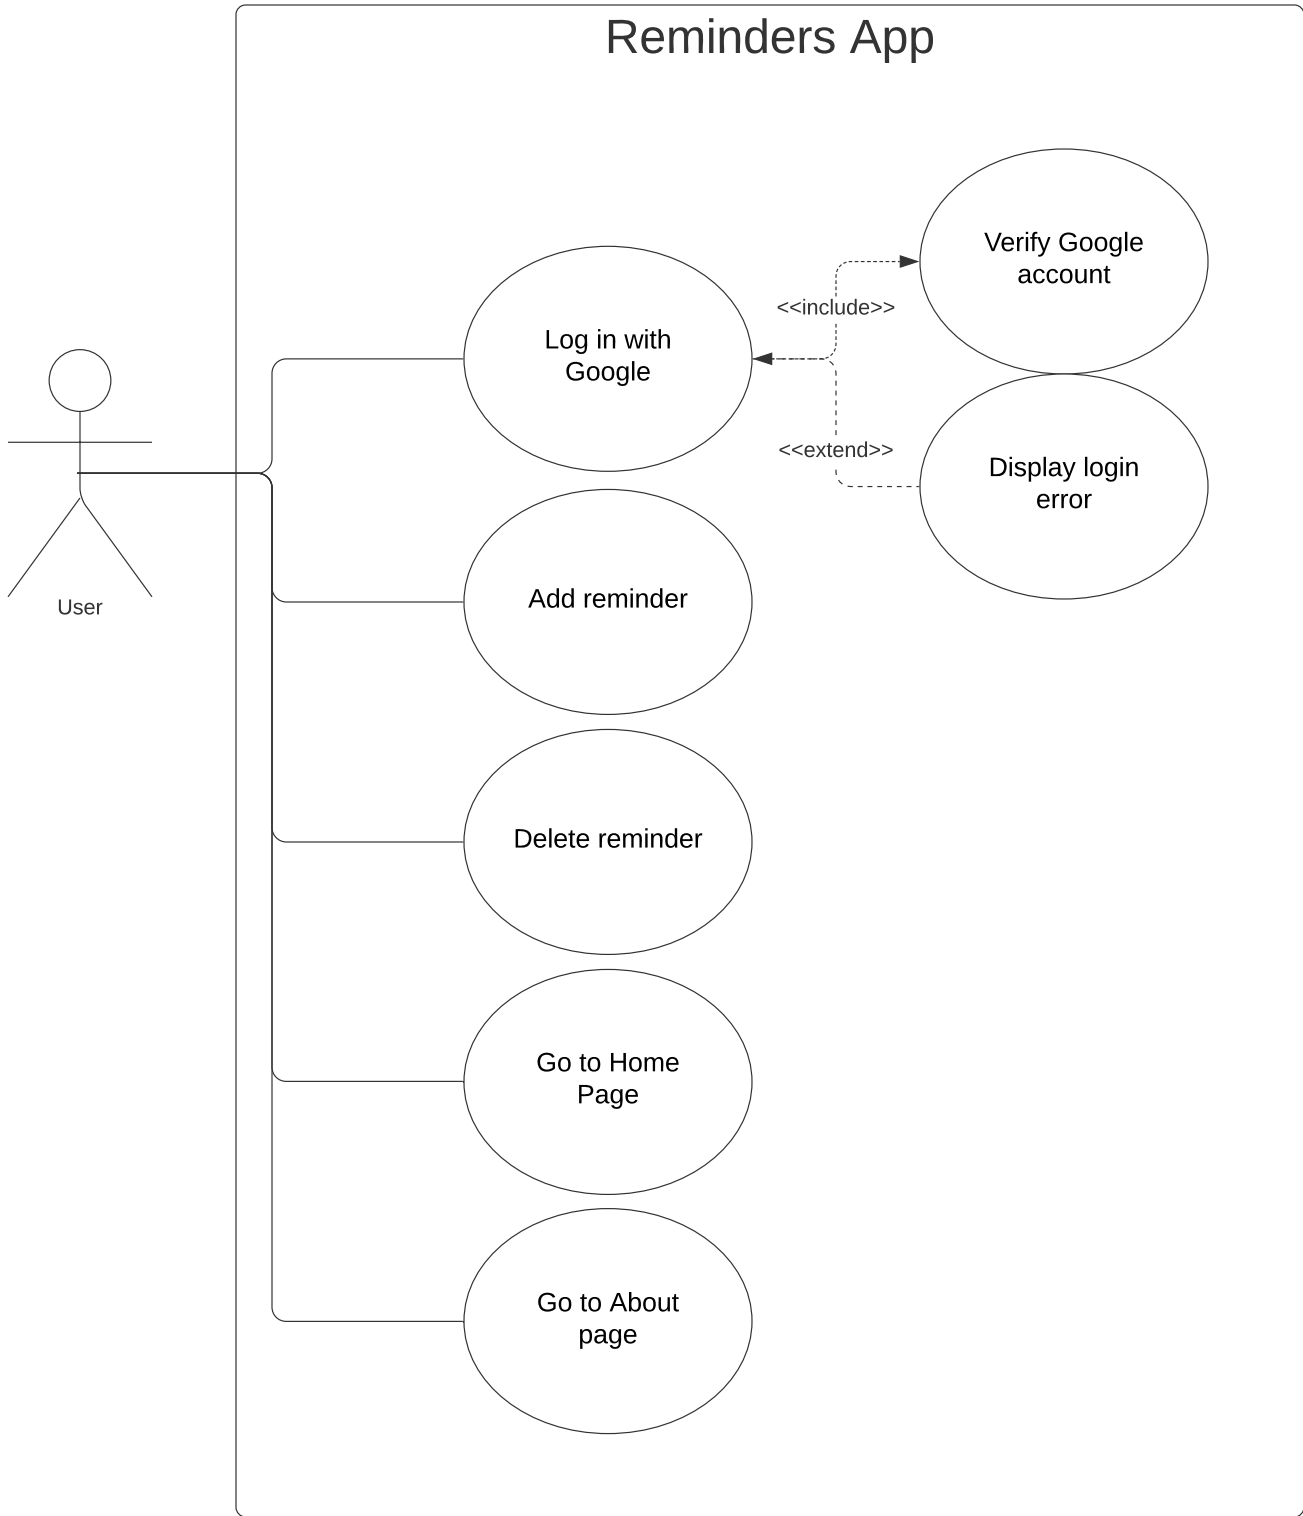 Reminders App
Verify Google
account
<<include>>
Log in with
Google
<<extend>>
Display login
error
User
Add reminder
Delete reminder
Go to Home
Page
Go to About
page